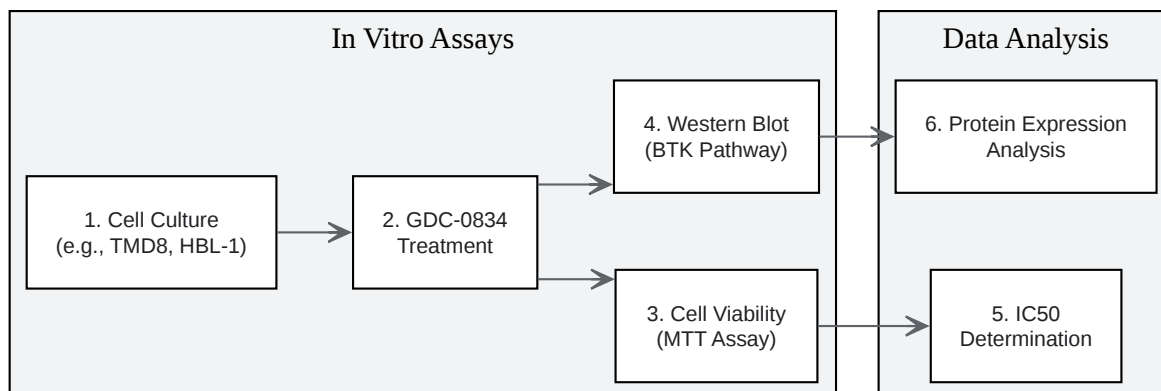 In Vitro Assays
Data Analysis
4. Western Blot
(BTK Pathway)
6. Protein Expression
Analysis
1. Cell Culture
(e.g., TMD8, HBL-1)
2. GDC-0834
Treatment
3. Cell Viability
(MTT Assay)
5. IC50
Determination